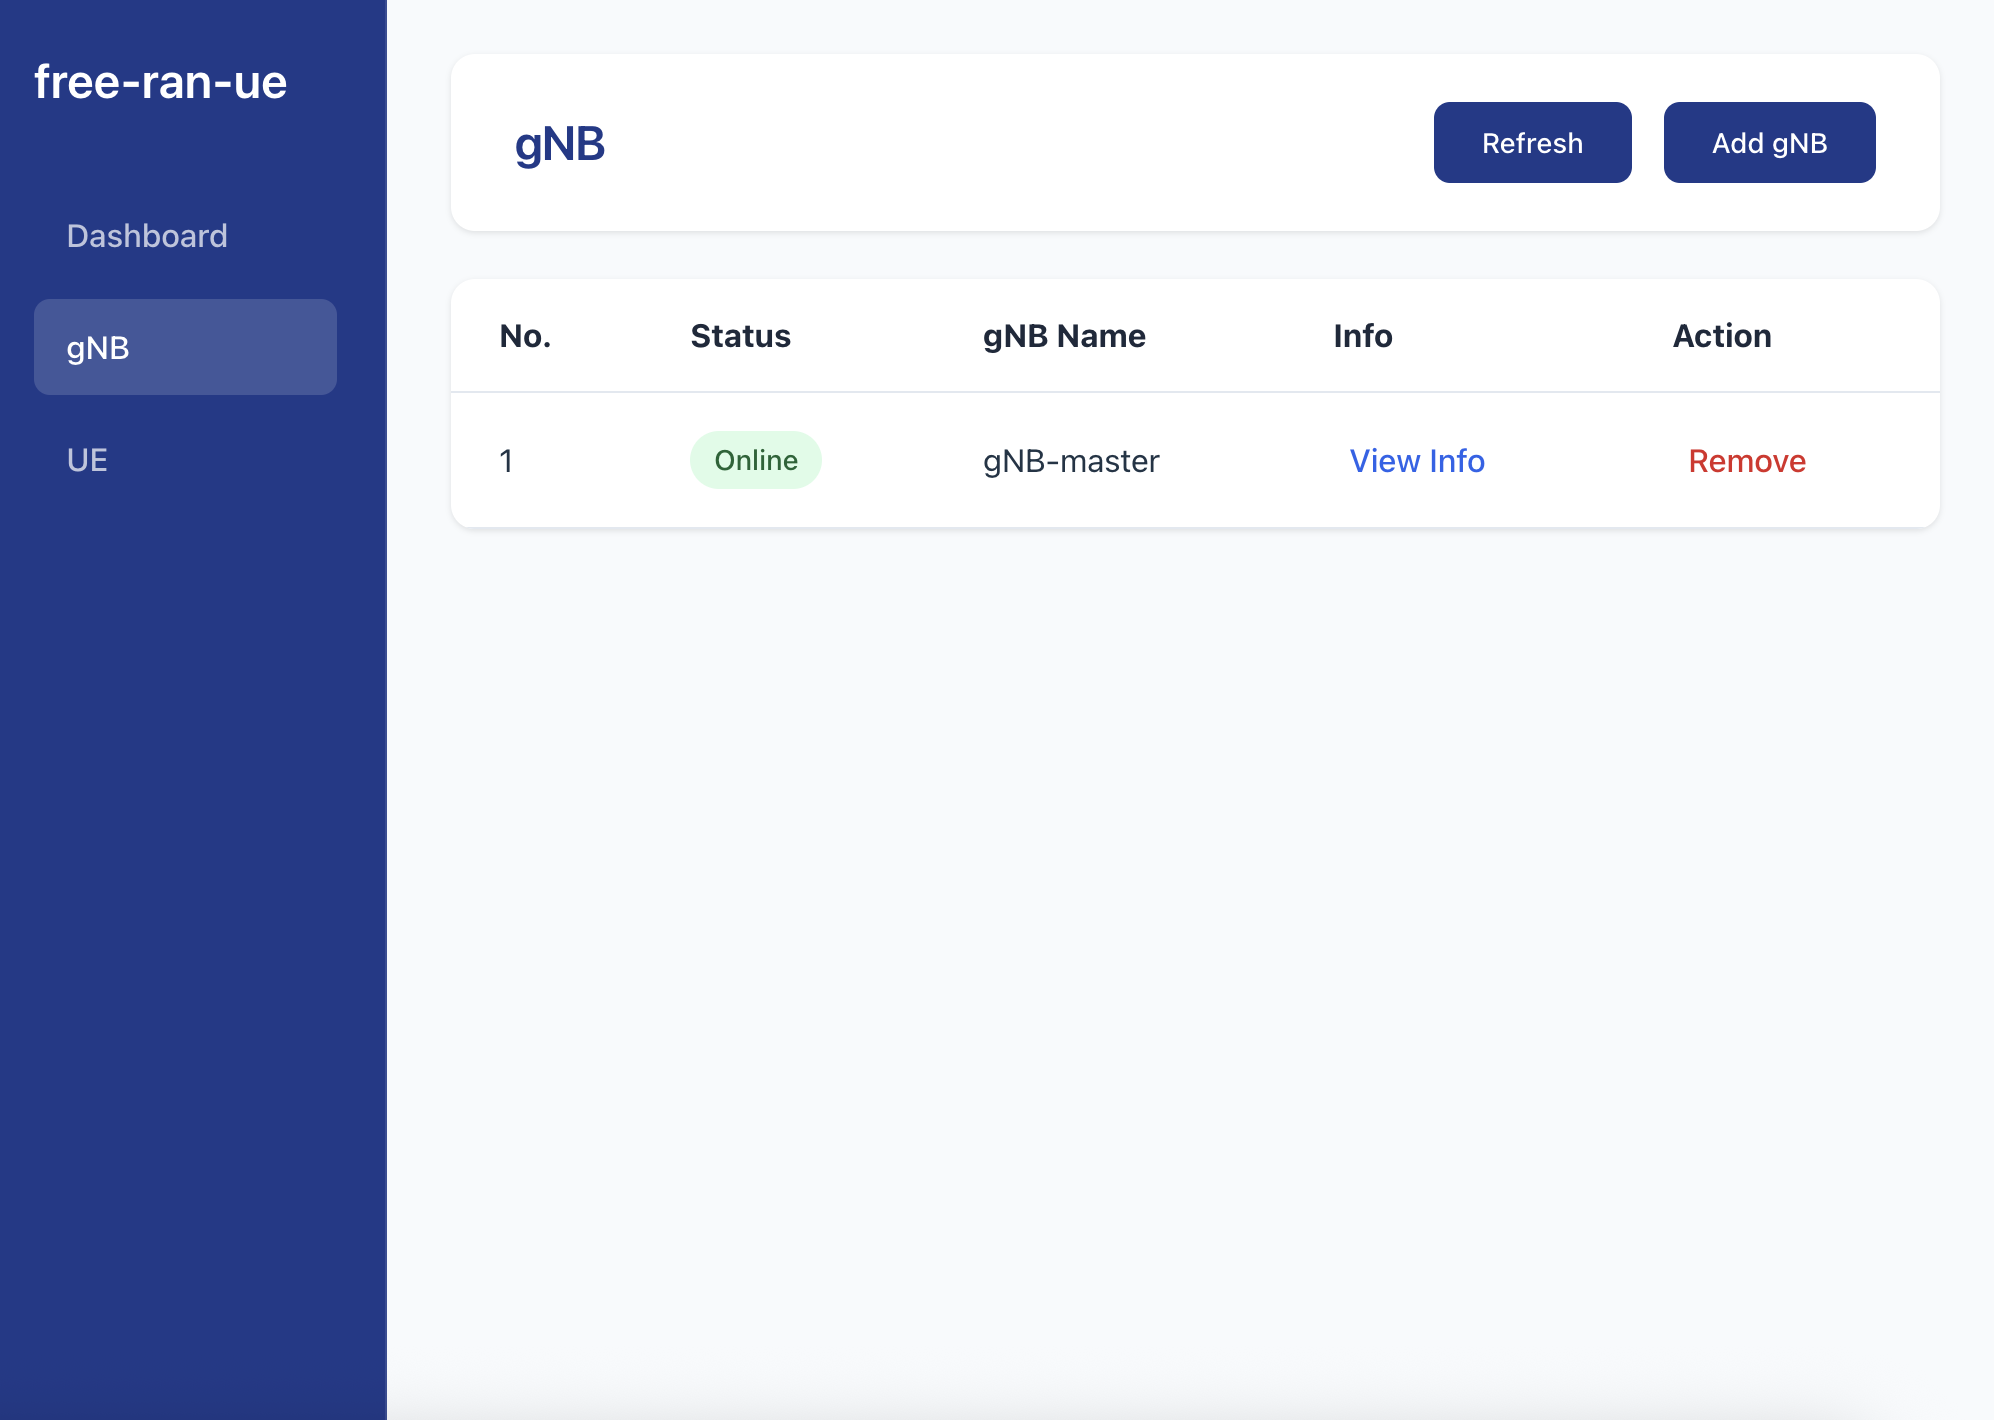 free-ran-ue
Dashboard
gNB
UE
gNB
Refresh
Add gNB
No. Status gNB Name Info Action
1 Online gNB-master View Info Remove